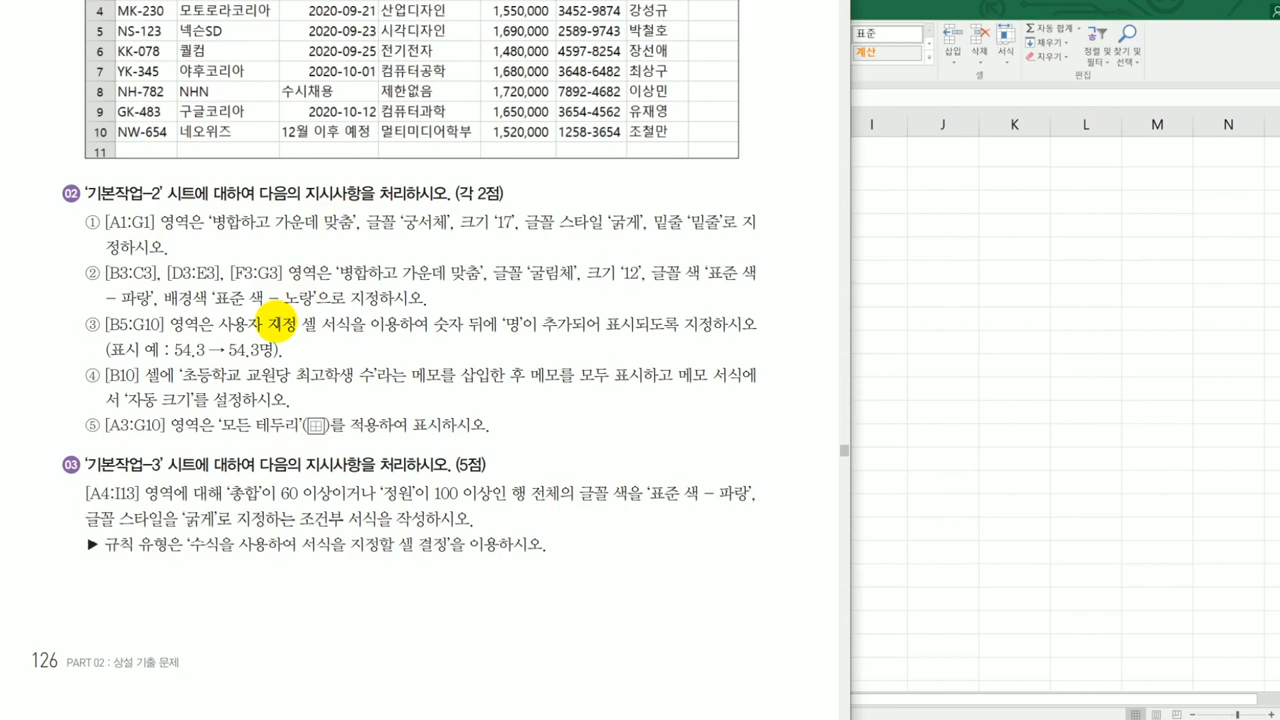 4 MK-230 모토로라코리아 2020-09-21 산업디자인 1,550,000 3452-9874 강성규
5 NS-123 넥슨SD 2020-09-23 시각디자인 1,690,000 2589-9743 박철호
6 KK-078 퀄컴 2020-09-25 전기전자 1,480,000 4597-8254 장선애
7 YK-345 야후코리아 2020-10-01 컴퓨터공학 1,680,000 3648-6482 최상구
8 NH-782 NHN 수시채용 제한없음 1,720,000 7892-4682 이상민
9 GK-483 구글코리아 2020-10-12 컴퓨터과학 1,650,000 3654-4562 유재영
10 NW-654 네오위즈 12월 이후 예정 멀티미디어학부 1,520,000 1258-3654 조철만
11
02 '기본작업-2' 시트에 대하여 다음의 지시사항을 처리하시오. (각 2점)
① [A1:G1] 영역은 '병합하고 가운데 맞춤', 글꼴 '궁서체', 크기 '17', 글꼴 스타일 '굵게', 밑줄 '밑줄'로 지
정하시오.
② [B3:C3], [D3:E3], [F3:G3] 영역은 '병합하고 가운데 맞춤', 글꼴 '굴림체', 크기 '12', 글꼴 색 '표준 색
– 파랑', 배경색 '표준 색 – 노랑'으로 지정하시오.
③ [B5:G10] 영역은 사용자 지정 셀 서식을 이용하여 숫자 뒤에 '명'이 추가되어 표시되도록 지정하시오
(표시 예 : 54.3 → 54.3명).
④ [B10] 셀에 '초등학교 교원당 최고학생 수'라는 메모를 삽입한 후 메모를 모두 표시하고 메모 서식에
서 '자동 크기'를 설정하시오.
⑤ [A3:G10] 영역은 '모든 테두리'(田)를 적용하여 표시하시오.
03 '기본작업-3' 시트에 대하여 다음의 지시사항을 처리하시오. (5점)
[A4:I13] 영역에 대해 '총합'이 60 이상이거나 '정원'이 100 이상인 행 전체의 글꼴 색을 '표준 색 – 파랑',
글꼴 스타일을 '굵게'로 지정하는 조건부 서식을 작성하시오.
▶ 규칙 유형은 '수식을 사용하여 서식을 지정할 셀 결정'을 이용하시오.
126 PART 02 : 상설 기출 문제
표준
계산
삽입 삭제 서식
셀
자동 합계
채우기
지우기
정렬 및 필터
찾기 및 선택
편집
I J K L M N